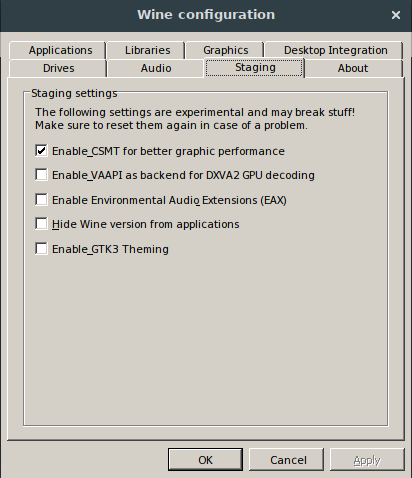 Wine configuration
Applications Libraries Graphics Desktop Integration
Drives Audio Staging About
Staging settings
The following settings are experimental and may break stuff!
Make sure to reset them again in case of a problem.
Enable_CSMT for better graphic performance
Enable_VAAPI as backend for DXVA2 GPU decoding
Enable Environmental Audio Extensions (EAX)
Hide Wine version from applications
Enable_GTK3 Theming
OK Cancel Apply